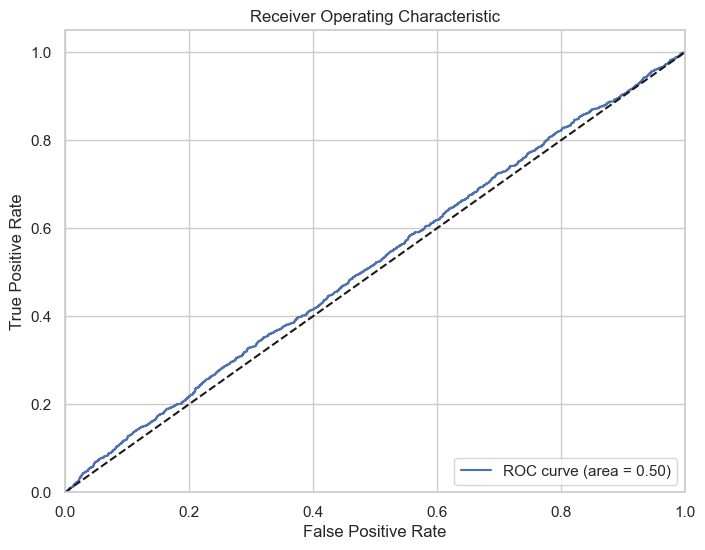 Receiver Operating Characteristic
True Positive Rate
1.0
0.8
0.6
0.4
0.2
0.0
ROC curve (area = 0.50)
0.0 0.2 0.4 0.6 0.8 1.0
False Positive Rate